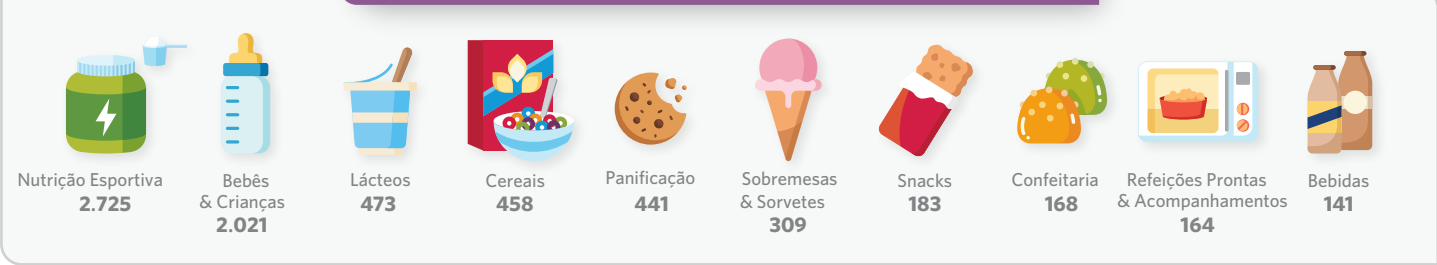 Nutrição Esportiva
2.725
Bebês
& Crianças
2.021
Lácteos
473
Cereais
458
Panificação
441
Sobremesas
& Sorvetes
309
Snacks
183
Confeitaria
168
Refeições Prontas
& Acompanhamentos
164
Bebidas
141